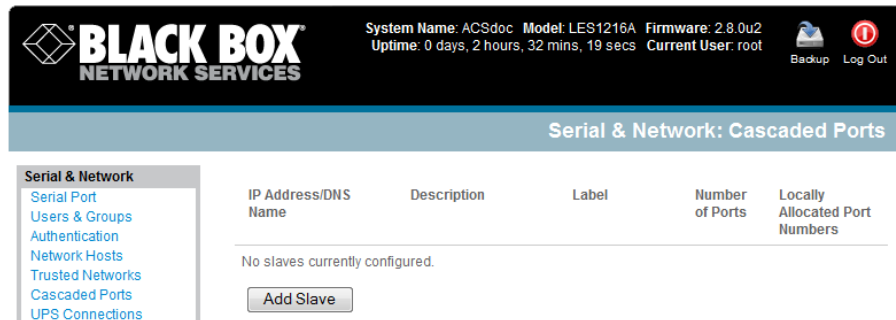 BLACK BOX®
NETWORK SERVICES
System Name: ACSdoc Model: LES1216A Firmware: 2.8.0u2
Uptime: 0 days, 2 hours, 32 mins, 19 secs Current User: root
Backup
Log Out
Serial & Network: Cascaded Ports
Serial & Network
Serial Port
Users & Groups
Authentication
Network Hosts
Trusted Networks
Cascaded Ports
UPS Connections
IP Address/DNS Name
Description
Label
Number of Ports
Locally Allocated Port Numbers
No slaves currently configured.
Add Slave